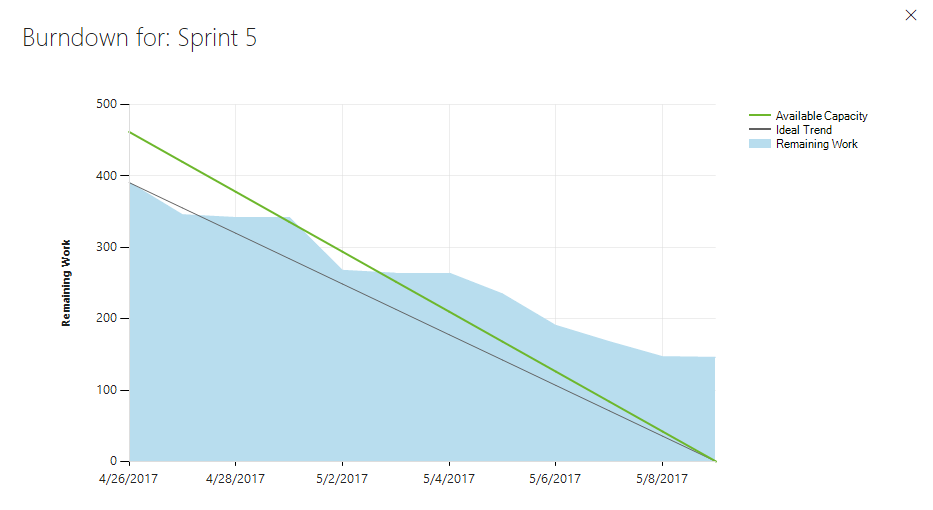 Burndown for: Sprint 5
500
400
300
200
100
0
Remaining Work
4/26/2017
4/28/2017
5/2/2017
5/4/2017
5/6/2017
5/8/2017
Available Capacity
Ideal Trend
Remaining Work